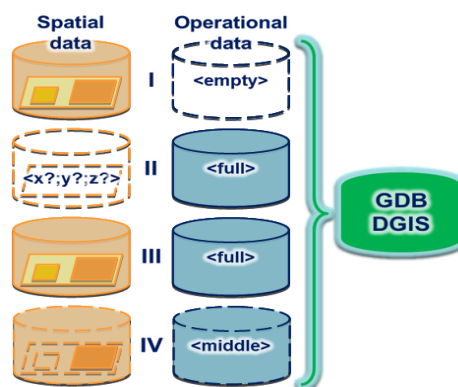 Spatial
data
Operational
data
I
<empty>
<x?;y?;z?>
II
<full>
III
<full>
IV
<middle>
GDB
DGIS